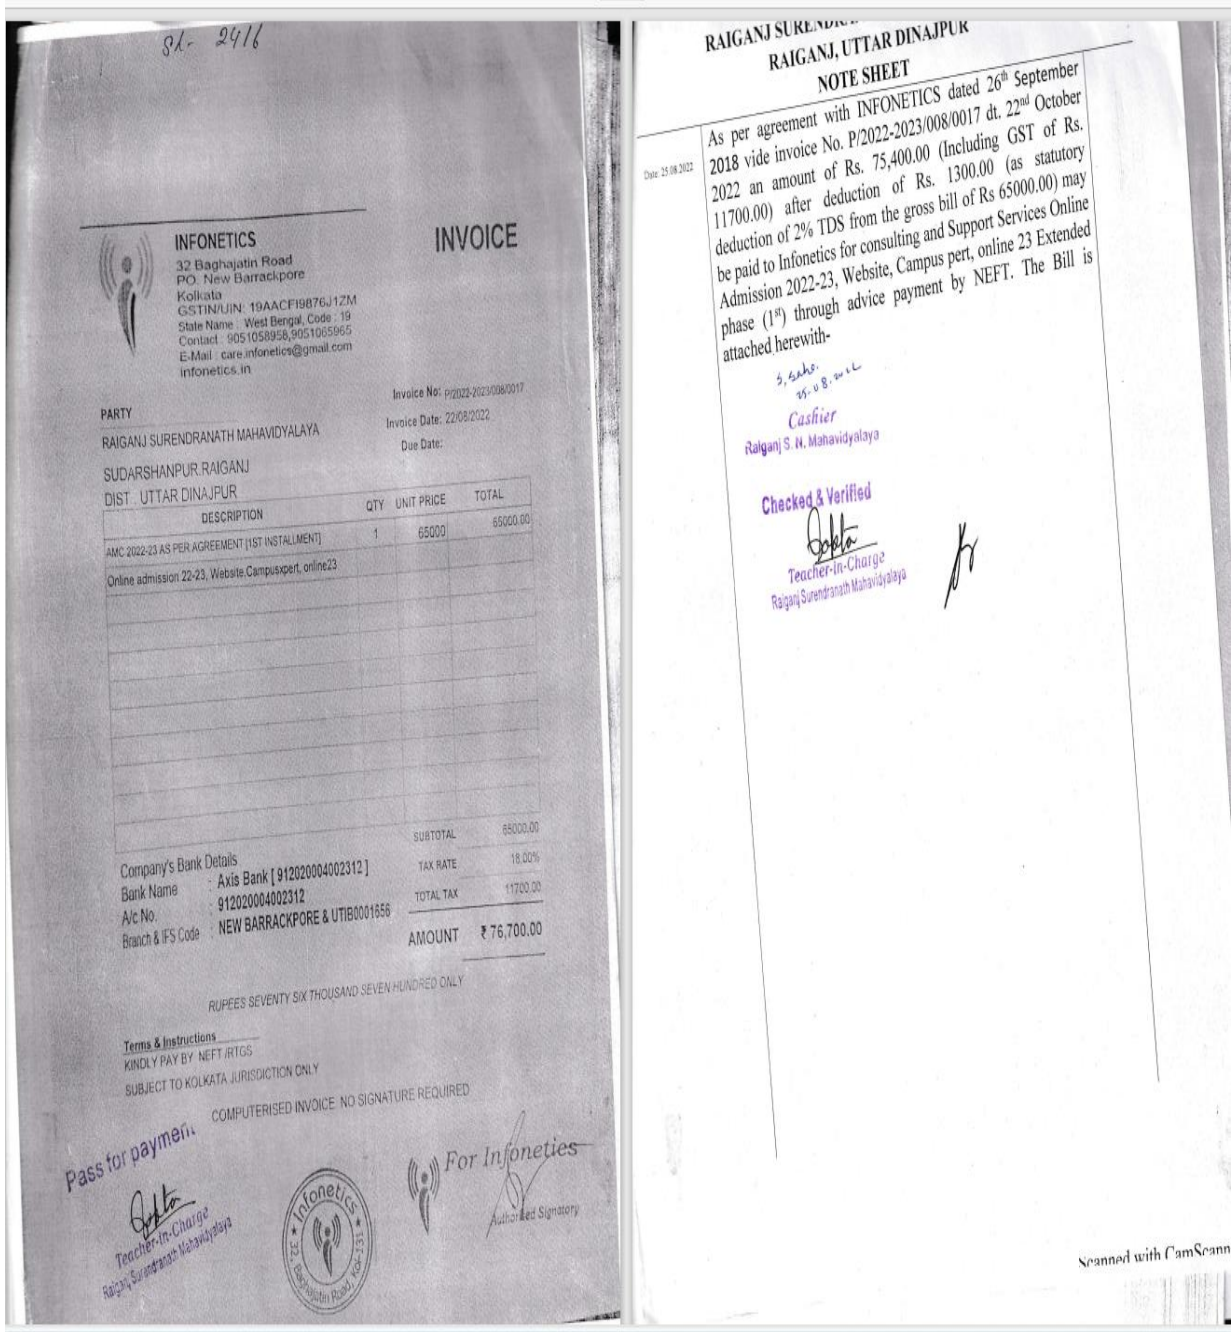 Sl- 2416
INFONETICS
32 Baghajatin Road
PO. New Barrackpore
Kolkata
GSTIN/UIN: 19AACFI9876J1ZM
State Name : West Bengal, Code : 19
Contact : 9051058958,9051065965
E-Mail : care.infonetics@gmail.com
infonetics.in
INVOICE
Invoice No: P/2022-2023/008/0017
Invoice Date: 22/08/2022
Due Date:
PARTY
RAIGANJ SURENDRANATH MAHAVIDYALAYA
SUDARSHANPUR.RAIGANJ
DIST . UTTAR DINAJPUR
DESCRIPTION QTY UNIT PRICE TOTAL
AMC 2022-23 AS PER AGREEMENT [1ST INSTALLMENT] 1 65000 65000.00
Online admission 22-23, Website.Campusxpert, online23
SUBTOTAL 65000.00
TAX RATE 18.00%
TOTAL TAX 11700.00
AMOUNT ₹ 76,700.00
Company's Bank Details
Bank Name : Axis Bank [ 912020004002312 ]
A/c No. : 912020004002312
Branch & IFS Code : NEW BARRACKPORE & UTIB0001656
RUPEES SEVENTY SIX THOUSAND SEVEN HUNDRED ONLY
Terms & Instructions
KINDLY PAY BY NEFT /RTGS
SUBJECT TO KOLKATA JURISDICTION ONLY
COMPUTERISED INVOICE NO SIGNATURE REQUIRED
Pass for payment
Teacher-In-Charge
Raiganj Surendranath Mahavidyalaya
Infonetics
32, Baghajatin Road, Kol-131
For Infonetics
Authorised Signatory
RAIGANJ
RAIGANJ, UTTAR DINAJPUR
NOTE SHEET
Date: 25.08.2022
As per agreement with INFONETICS dated 26th September
2018 vide invoice No. P/2022-2023/008/0017 dt. 22nd October
2022 an amount of Rs. 75,400.00 (Including GST of Rs.
11700.00) after deduction of Rs. 1300.00 (as statutory
deduction of 2% TDS from the gross bill of Rs 65000.00) may
be paid to Infonetics for consulting and Support Services Online
Admission 2022-23, Website, Campus pert, online 23 Extended
phase (1st) through advice payment by NEFT. The Bill is
attached herewith-
S. Saha.
25.08.2022
Cashier
Raiganj S. N. Mahavidyalaya
Checked & Verified
Teacher-In-Charge
Raiganj Surendranath Mahavidyalaya
Scanned with CamScann